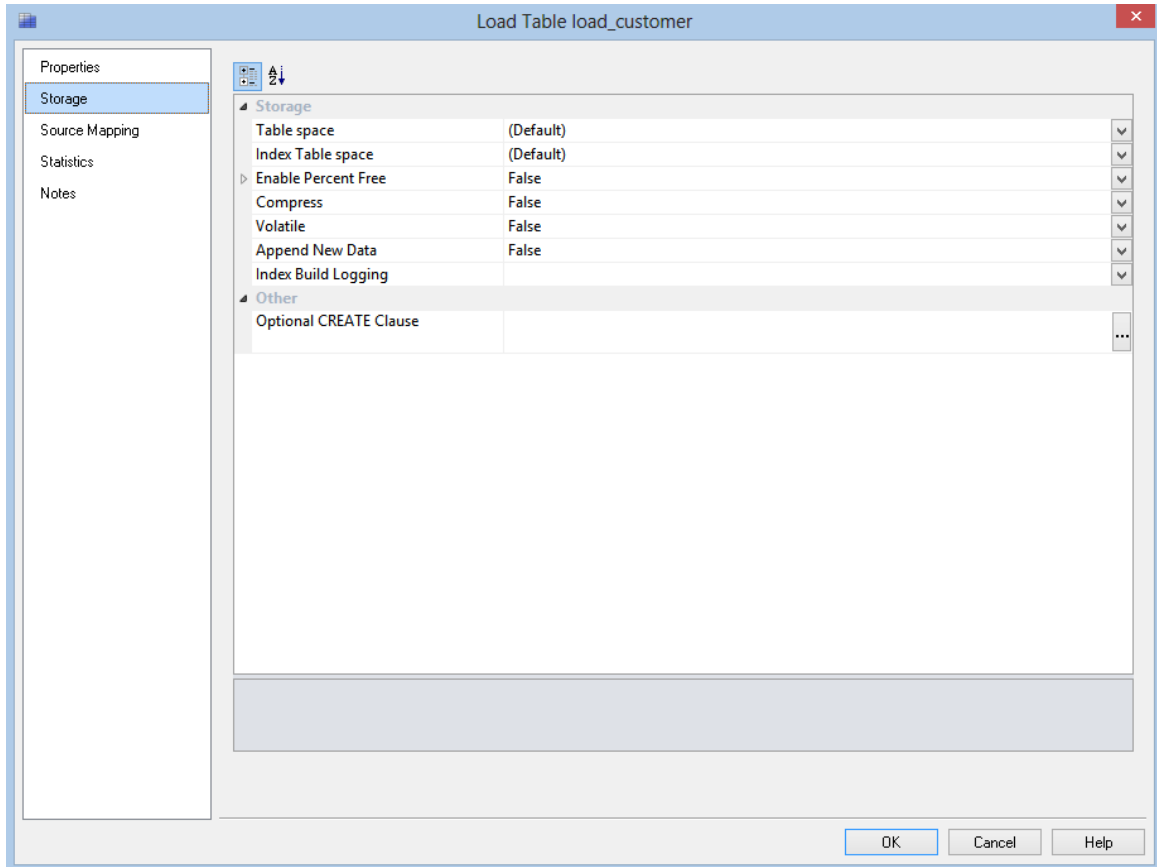 Load Table load_customer
Properties
Storage
Source Mapping
Statistics
Notes
Storage
Table space (Default)
Index Table space (Default)
Enable Percent Free False
Compress False
Volatile False
Append New Data False
Index Build Logging
Other
Optional CREATE Clause
...
OK Cancel Help